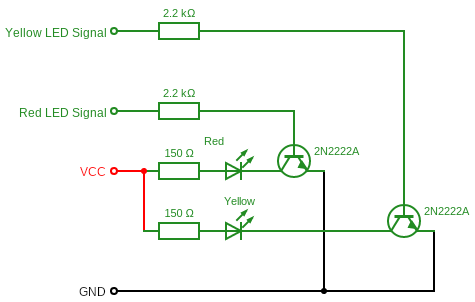 2.2 kΩ
Yellow LED Signal
2.2 kΩ
Red LED Signal
Red
150 Ω
2N2222A
VCC
Yellow
150 Ω
2N2222A
GND